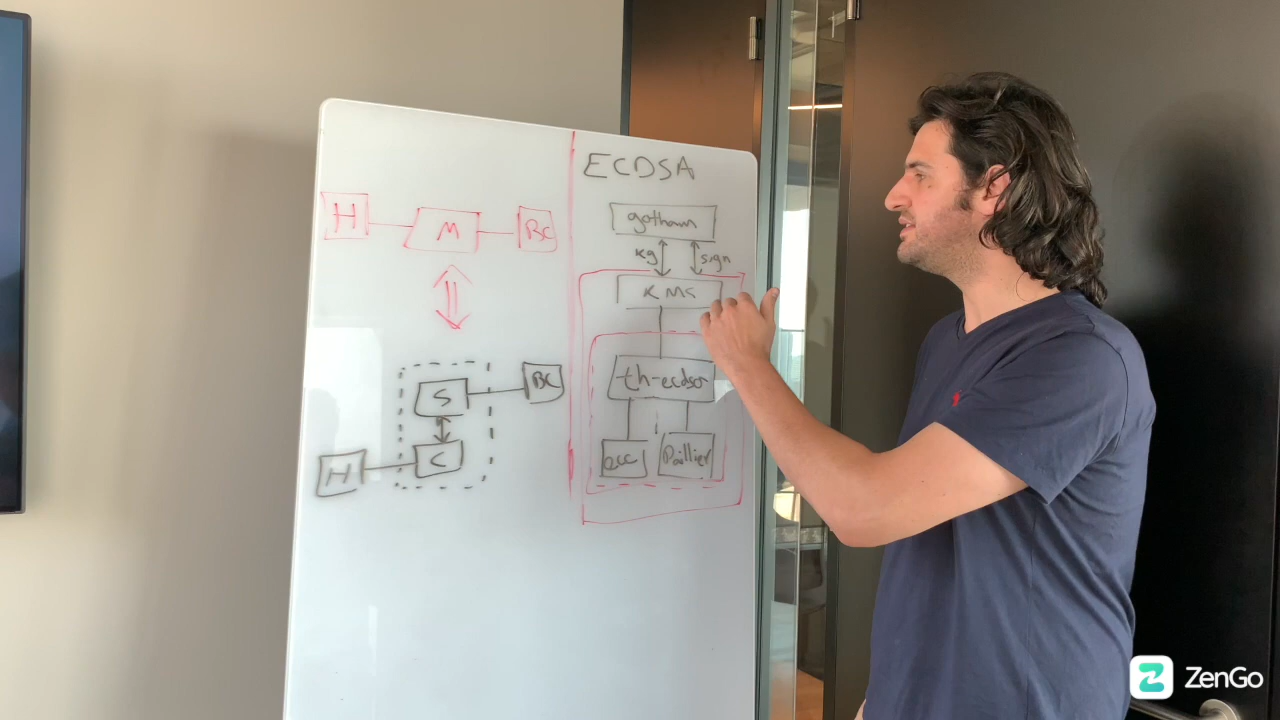 ECDSA
H
M
BC
gotham
kg
sign
KMS
S
BC
C
H
th-ecdsa
ecc
Paillier
ZenGo